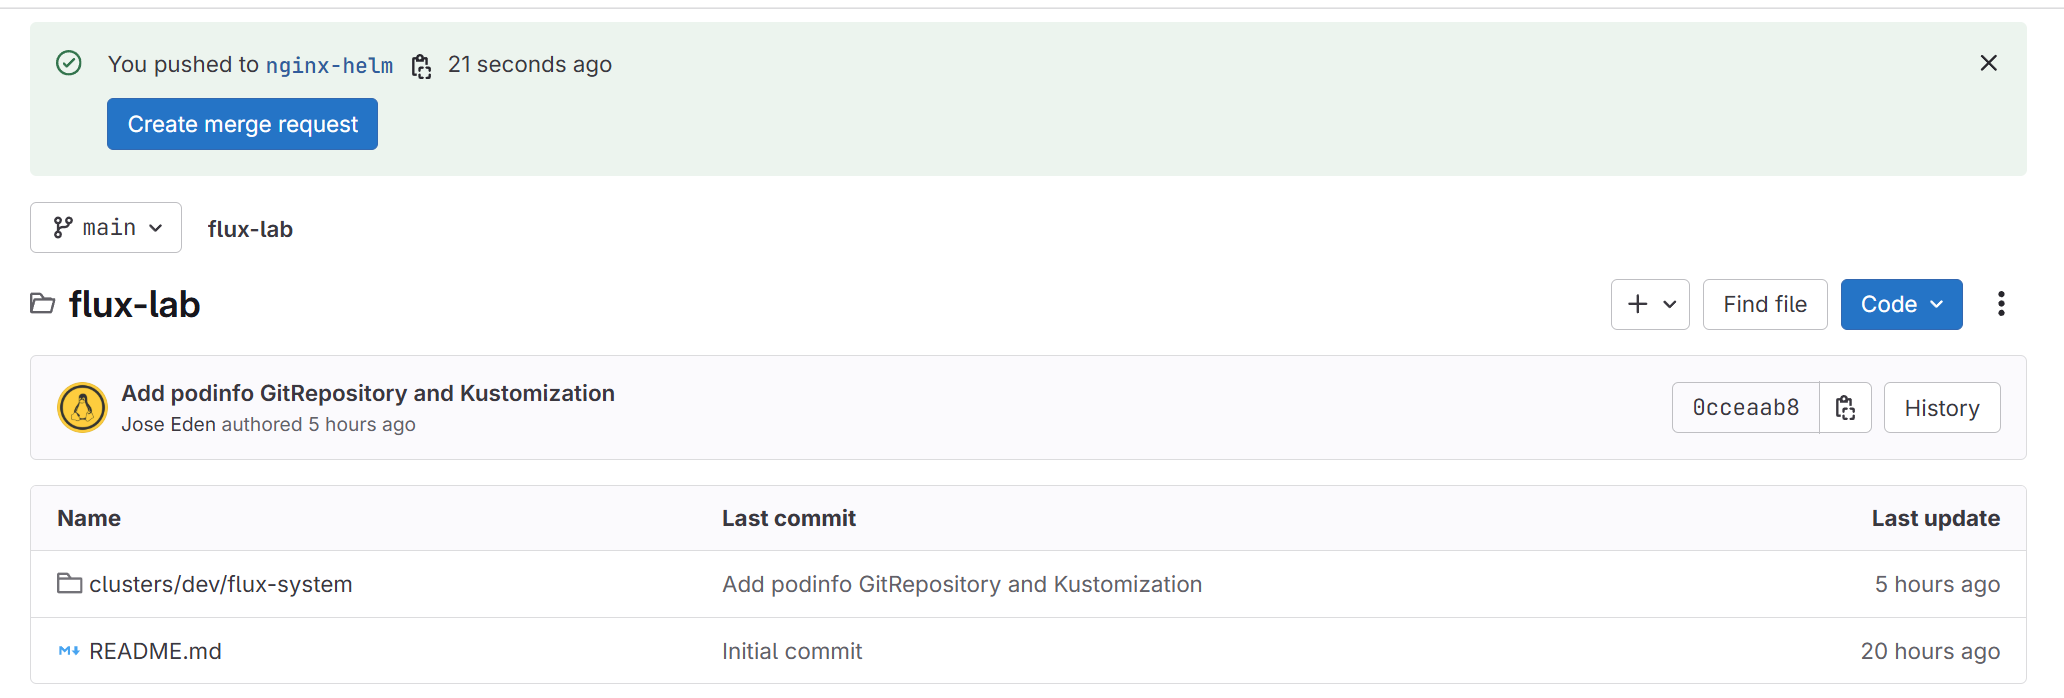 You pushed to nginx-helm 21 seconds ago
Create merge request
main flux-lab
flux-lab
Find file
Code
Add podinfo GitRepository and Kustomization
Jose Eden authored 5 hours ago
0cceaab8
History
Name Last commit Last update
clusters/dev/flux-system Add podinfo GitRepository and Kustomization 5 hours ago
README.md Initial commit 20 hours ago